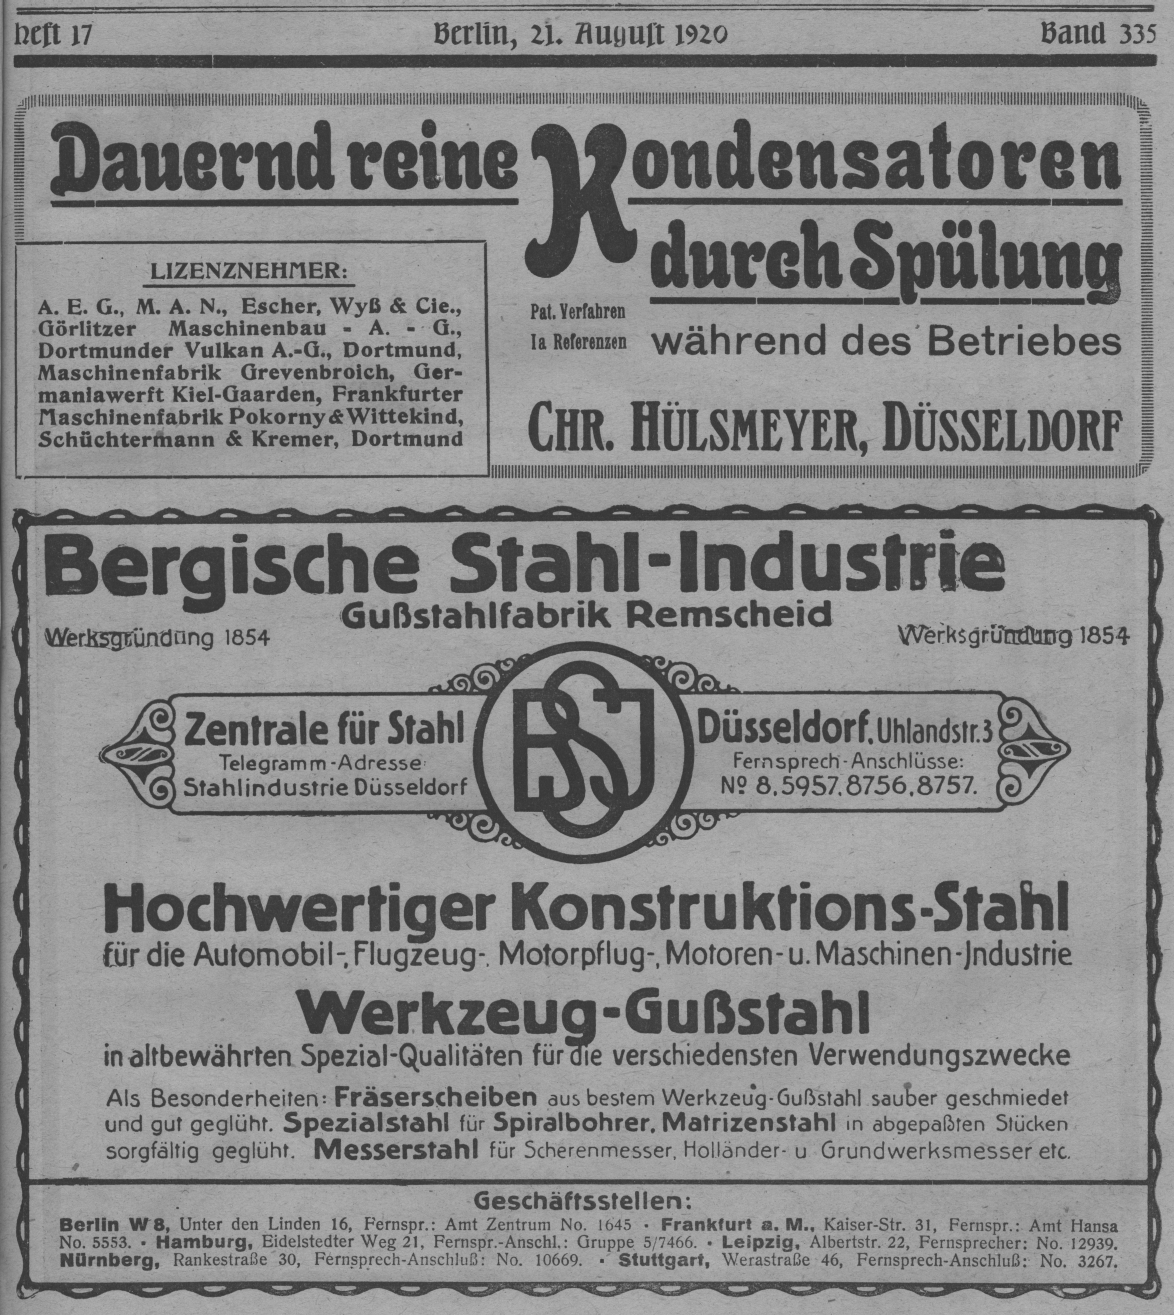 Heft 17 Berlin, 21. August 1920 Band 335
Dauernd reine Kondensatoren
durch Spülung
LIZENZNEHMER:
A. E. G., M. A. N., Escher, Wyß & Cie.,
Görlitzer Maschinenbau - A. - G.,
Dortmunder Vulkan A.-G., Dortmund,
Maschinenfabrik Grevenbroich, Ger-
maniawerft Kiel-Gaarden, Frankfurter
Maschinenfabrik Pokorny & Wittekind,
Schüchtermann & Kremer, Dortmund
Pat. Verfahren
Ia Referenzen
während des Betriebes
CHR. HÜLSMEYER, DÜSSELDORF
Bergische Stahl-Industrie
Gußstahlfabrik Remscheid
Werksgründung 1854 Werksgründung 1854
Zentrale für Stahl
Telegramm-Adresse:
Stahlindustrie Düsseldorf
BSJ
Düsseldorf, Uhlandstr. 3
Fernsprech-Anschlüsse:
No 8, 5957, 8756, 8757.
Hochwertiger Konstruktions-Stahl
für die Automobil-, Flugzeug-, Motorpflug-, Motoren- u. Maschinen-Jndustrie
Werkzeug-Gußstahl
in altbewährten Spezial-Qualitäten für die verschiedensten Verwendungszwecke
Als Besonderheiten: Fräserscheiben aus bestem Werkzeug-Gußstahl sauber geschmiedet
und gut geglüht. Spezialstahl für Spiralbohrer, Matrizenstahl in abgepaßten Stücken
sorgfältig geglüht. Messerstahl für Scherenmesser, Holländer- u Grundwerksmesser etc.
Geschäftsstellen:
Berlin W 8, Unter den Linden 16, Fernspr.: Amt Zentrum No. 1645 · Frankfurt a. M., Kaiser-Str. 31, Fernspr.: Amt Hansa
No. 5553. · Hamburg, Eidelstedter Weg 21, Fernspr.-Anschl.: Gruppe 5/7466. · Leipzig, Albertstr. 22, Fernsprecher: No. 12939.
Nürnberg, Rankestraße 30, Fernsprech-Anschluß: No. 10669. · Stuttgart, Werastraße 46, Fernsprech-Anschluß: No. 3267.